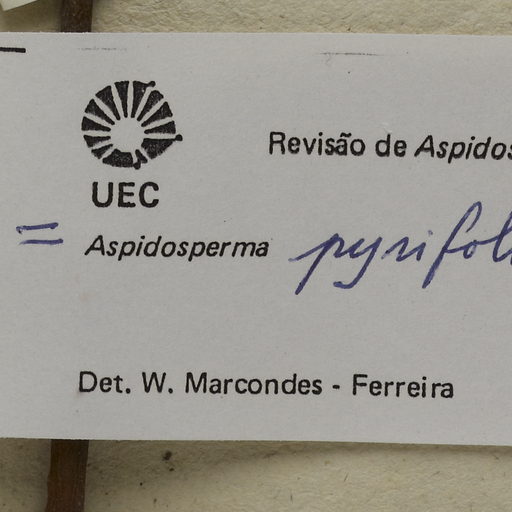 UEC
Revisão de Aspidos
= Aspidosperma pyrifol
Det. W. Marcondes - Ferreira